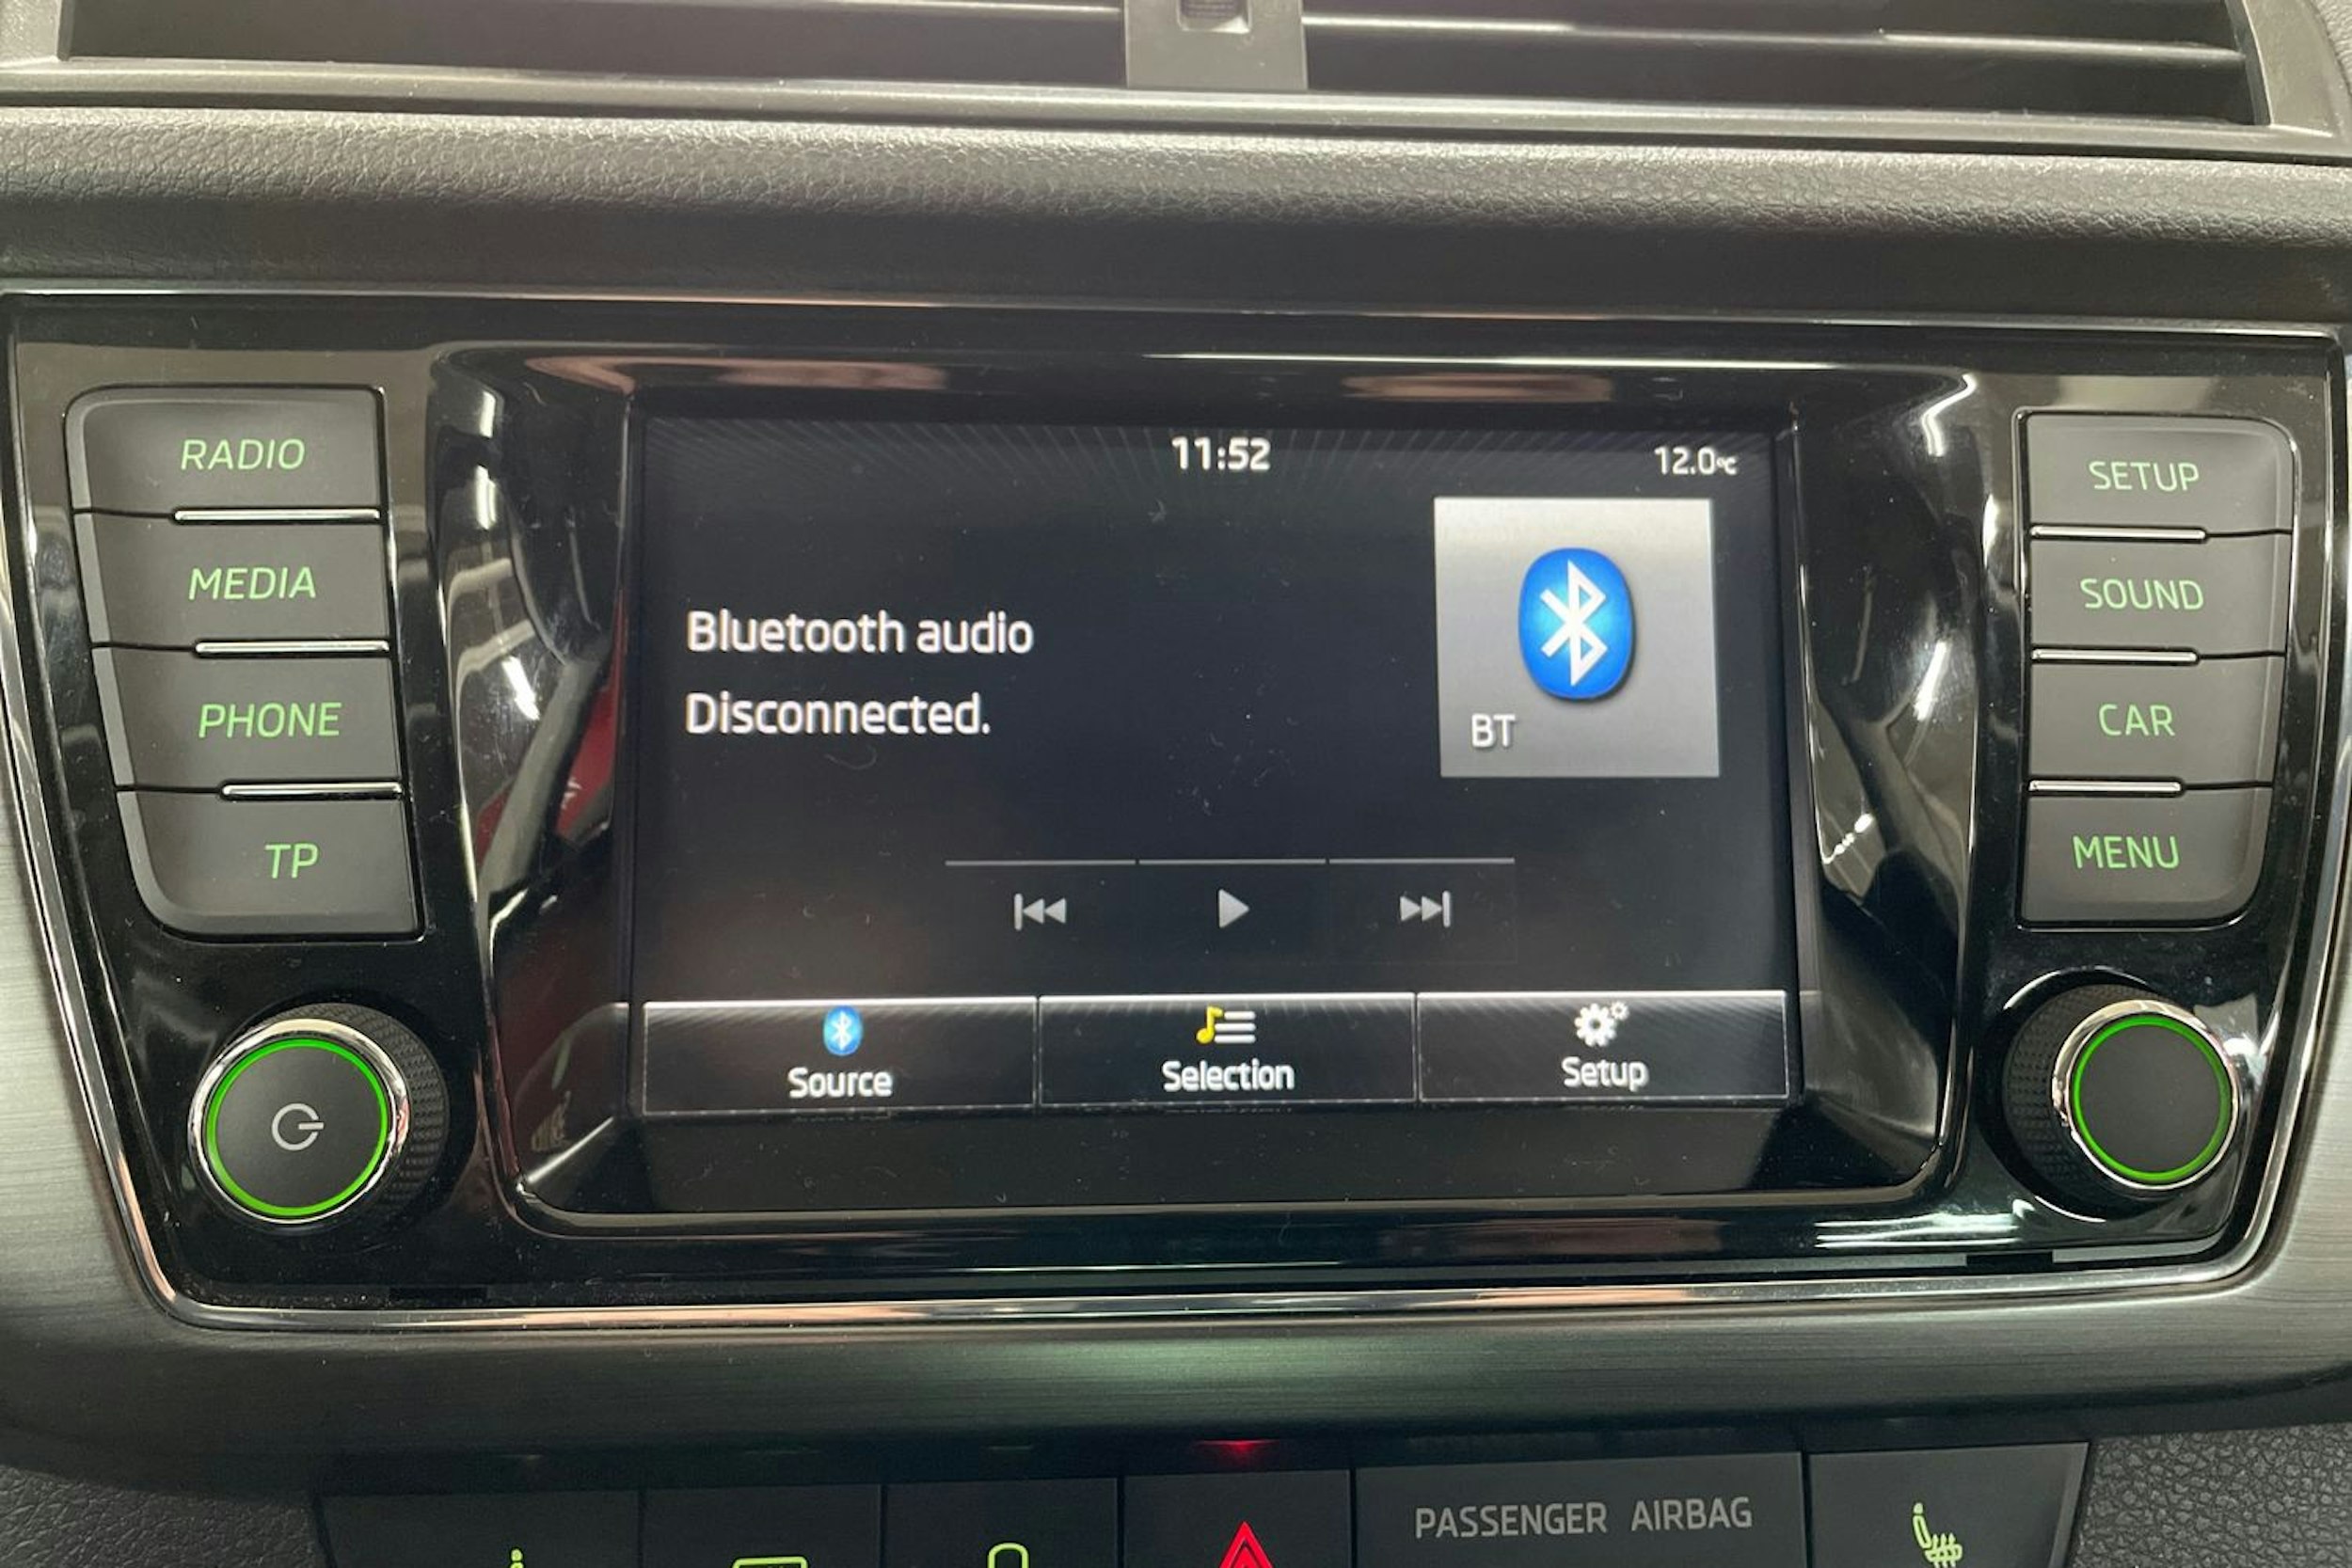 RADIO
MEDIA
PHONE
TP
11:52
12.0°C
Bluetooth audio
Disconnected.
BT
Source
Selection
Setup
SETUP
SOUND
CAR
MENU
PASSENGER AIRBAG